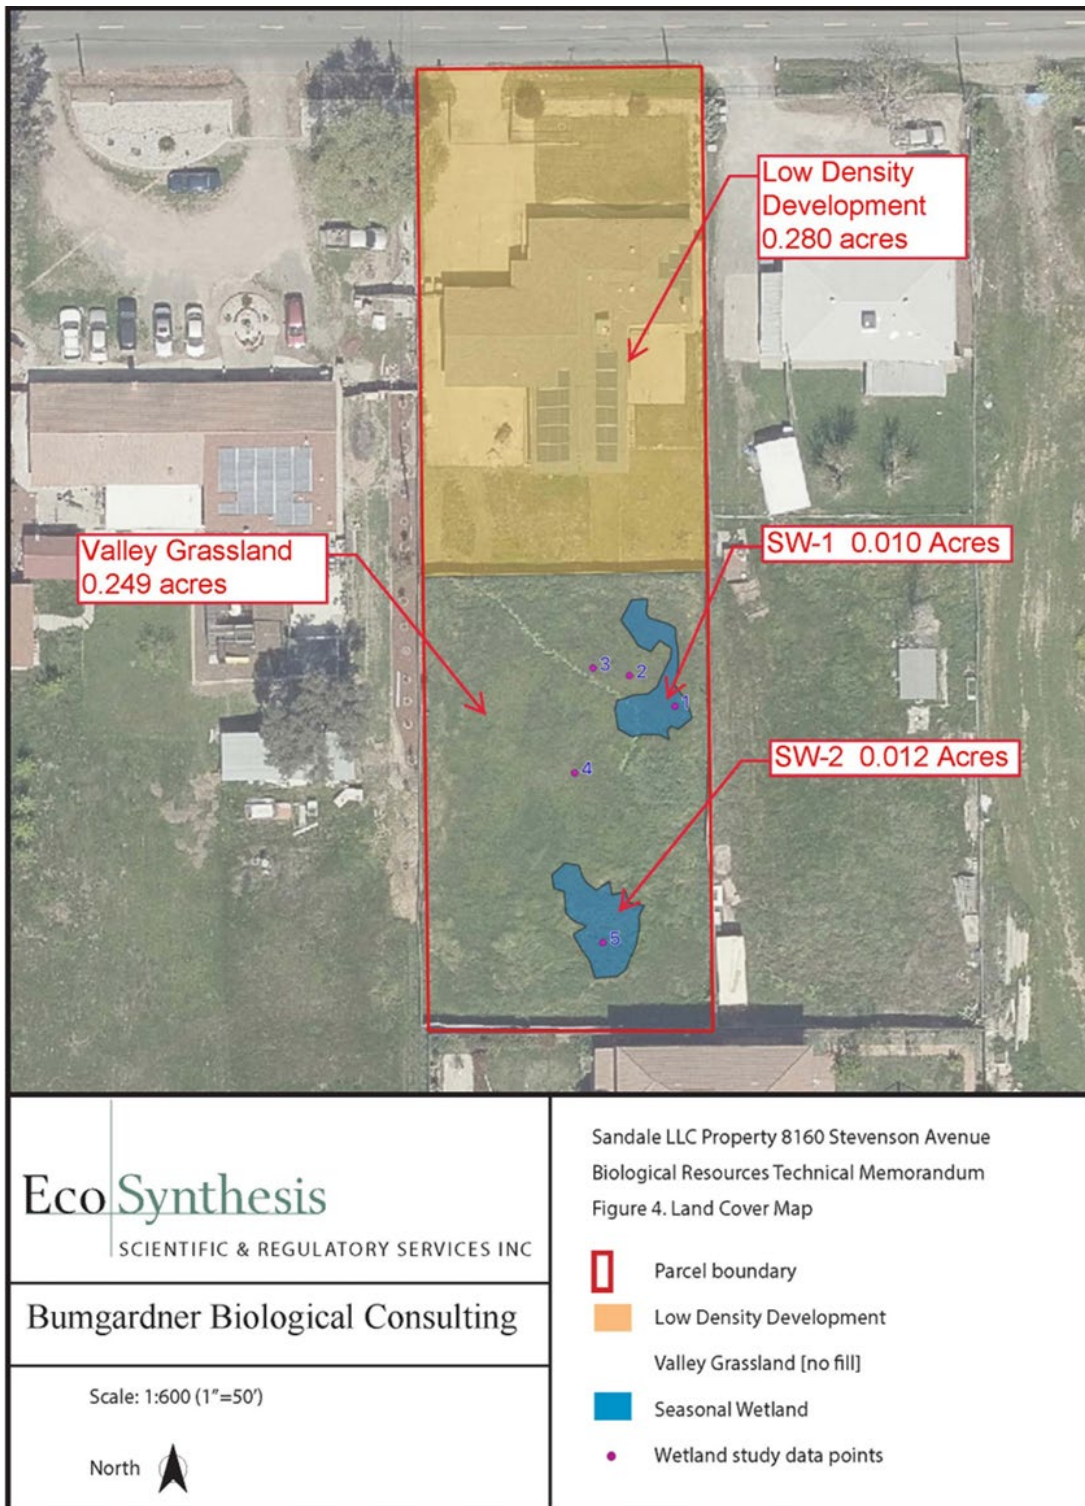 Low Density
Development
0.280 acres
Valley Grassland
0.249 acres
SW-1 0.010 Acres
3
2
1
SW-2 0.012 Acres
4
5
EcoSynthesis
SCIENTIFIC & REGULATORY SERVICES INC
Bumgardner Biological Consulting
Scale: 1:600 (1"=50')
North
Sandale LLC Property 8160 Stevenson Avenue
Biological Resources Technical Memorandum
Figure 4. Land Cover Map
Parcel boundary
Low Density Development
Valley Grassland [no fill]
Seasonal Wetland
Wetland study data points